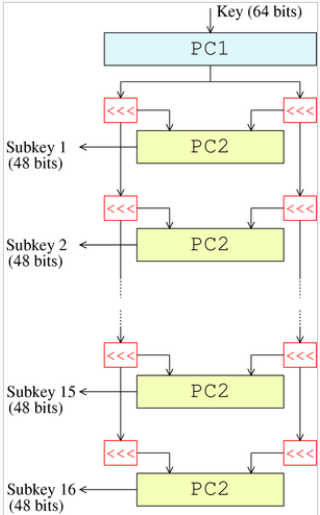 Key (64 bits)
PC1
<<< <<<
PC2
Subkey 1
(48 bits)
<<< <<<
PC2
Subkey 2
(48 bits)
<<< <<<
PC2
Subkey 15
(48 bits)
<<< <<<
PC2
Subkey 16
(48 bits)